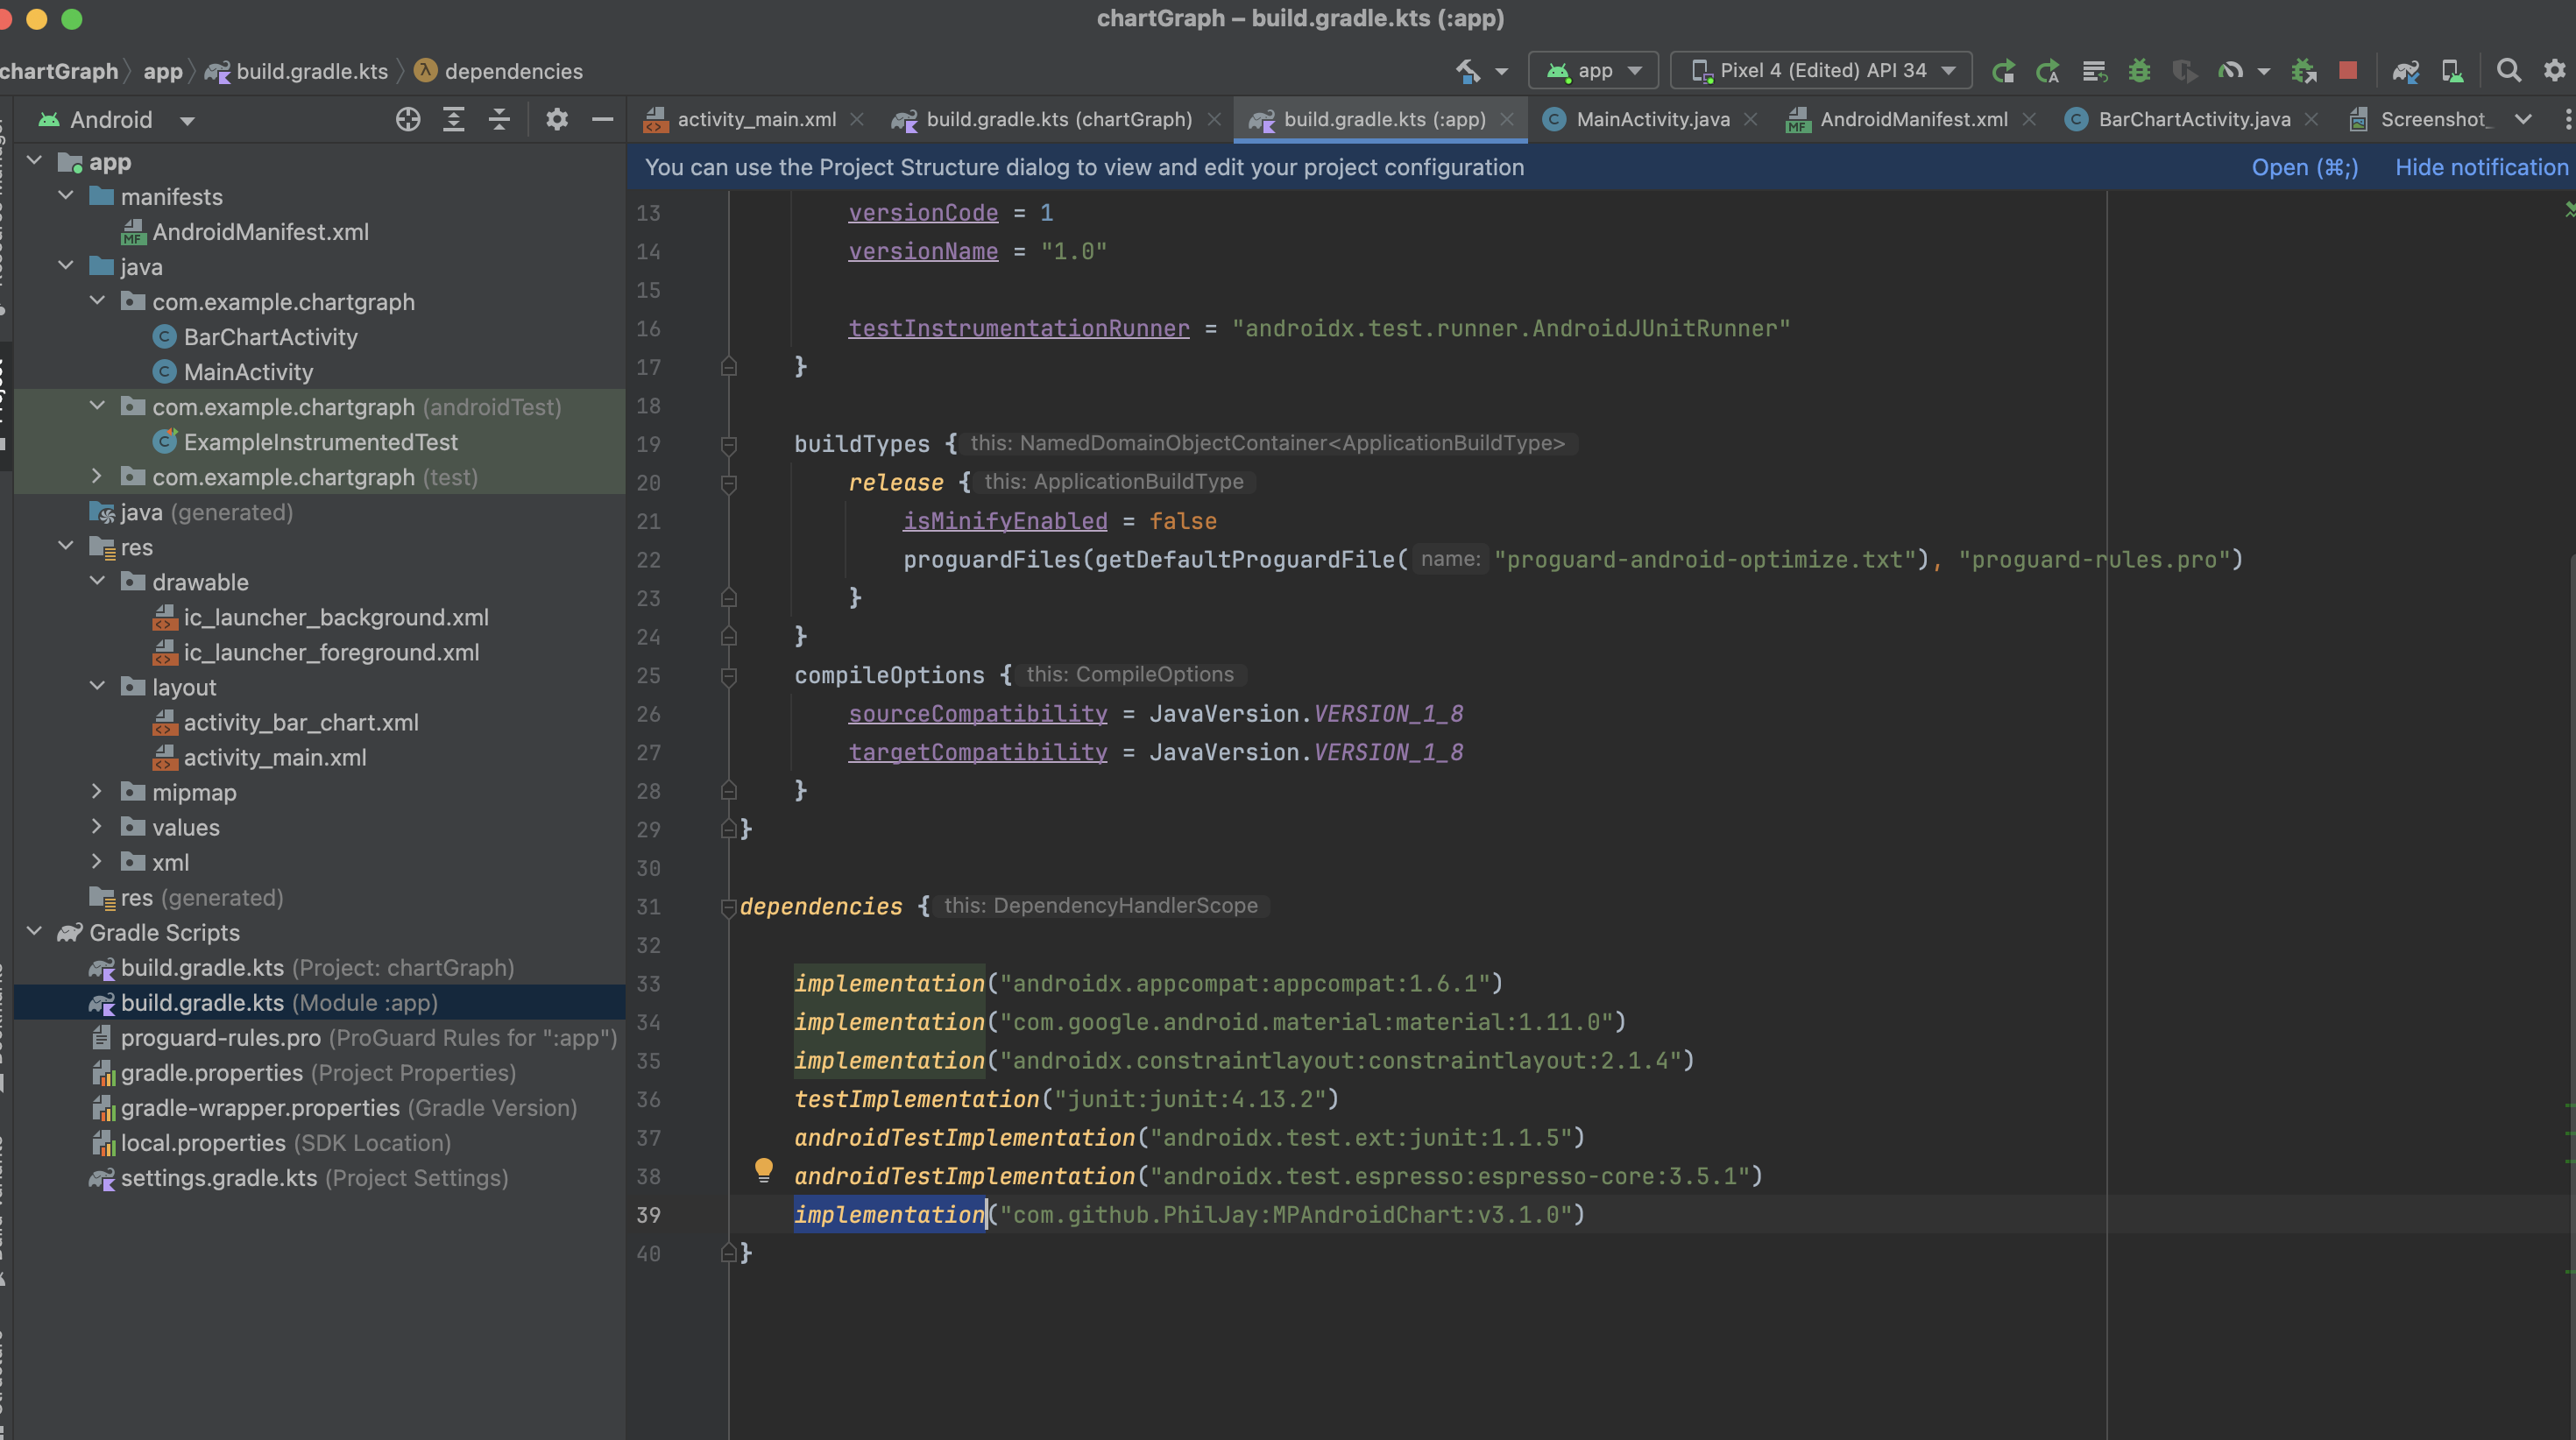 chartGraph – build.gradle.kts (:app)
chartGraph app build.gradle.kts dependencies
app Pixel 4 (Edited) API 34
Android
activity_main.xml build.gradle.kts (chartGraph) build.gradle.kts (:app) MainActivity.java AndroidManifest.xml BarChartActivity.java Screenshot_
You can use the Project Structure dialog to view and edit your project configuration Open (⌘;) Hide notification
app
manifests
AndroidManifest.xml
java
com.example.chartgraph
BarChartActivity
MainActivity
com.example.chartgraph (androidTest)
ExampleInstrumentedTest
com.example.chartgraph (test)
java (generated)
res
drawable
ic_launcher_background.xml
ic_launcher_foreground.xml
layout
activity_bar_chart.xml
activity_main.xml
mipmap
values
xml
res (generated)
Gradle Scripts
build.gradle.kts (Project: chartGraph)
build.gradle.kts (Module :app)
proguard-rules.pro (ProGuard Rules for ":app")
gradle.properties (Project Properties)
gradle-wrapper.properties (Gradle Version)
local.properties (SDK Location)
settings.gradle.kts (Project Settings)
13 versionCode = 1
14 versionName = "1.0"
15
16 testInstrumentationRunner = "androidx.test.runner.AndroidJUnitRunner"
17 }
18
19 buildTypes { this: NamedDomainObjectContainer<ApplicationBuildType>
20 release { this: ApplicationBuildType
21 isMinifyEnabled = false
22 proguardFiles(getDefaultProguardFile( name: "proguard-android-optimize.txt"), "proguard-rules.pro")
23 }
24 }
25 compileOptions { this: CompileOptions
26 sourceCompatibility = JavaVersion.VERSION_1_8
27 targetCompatibility = JavaVersion.VERSION_1_8
28 }
29 }
30
31 dependencies { this: DependencyHandlerScope
32
33 implementation("androidx.appcompat:appcompat:1.6.1")
34 implementation("com.google.android.material:material:1.11.0")
35 implementation("androidx.constraintlayout:constraintlayout:2.1.4")
36 testImplementation("junit:junit:4.13.2")
37 androidTestImplementation("androidx.test.ext:junit:1.1.5")
38 androidTestImplementation("androidx.test.espresso:espresso-core:3.5.1")
39 implementation("com.github.PhilJay:MPAndroidChart:v3.1.0")
40 }